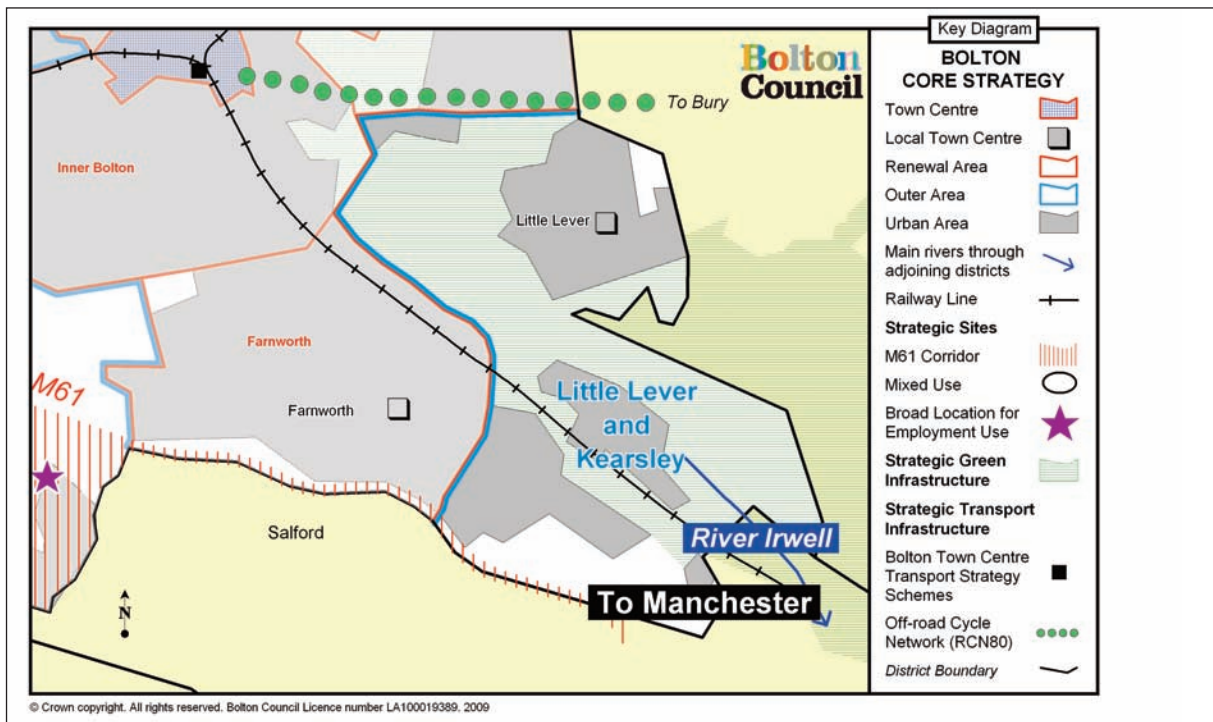 Bolton
Council
To Bury
Inner Bolton
Little Lever
Farnworth
M61
Farnworth
Little Lever
and
Kearsley
Salford
River Irwell
To Manchester
N
Key Diagram
BOLTON
CORE STRATEGY
Town Centre
Local Town Centre
Renewal Area
Outer Area
Urban Area
Main rivers through
adjoining districts
Railway Line
Strategic Sites
M61 Corridor
Mixed Use
Broad Location for
Employment Use
Strategic Green
Infrastructure
Strategic Transport
Infrastructure
Bolton Town Centre
Transport Strategy
Schemes
Off-road Cycle
Network (RCN80)
District Boundary
© Crown copyright. All rights reserved. Bolton Council Licence number LA100019389. 2009